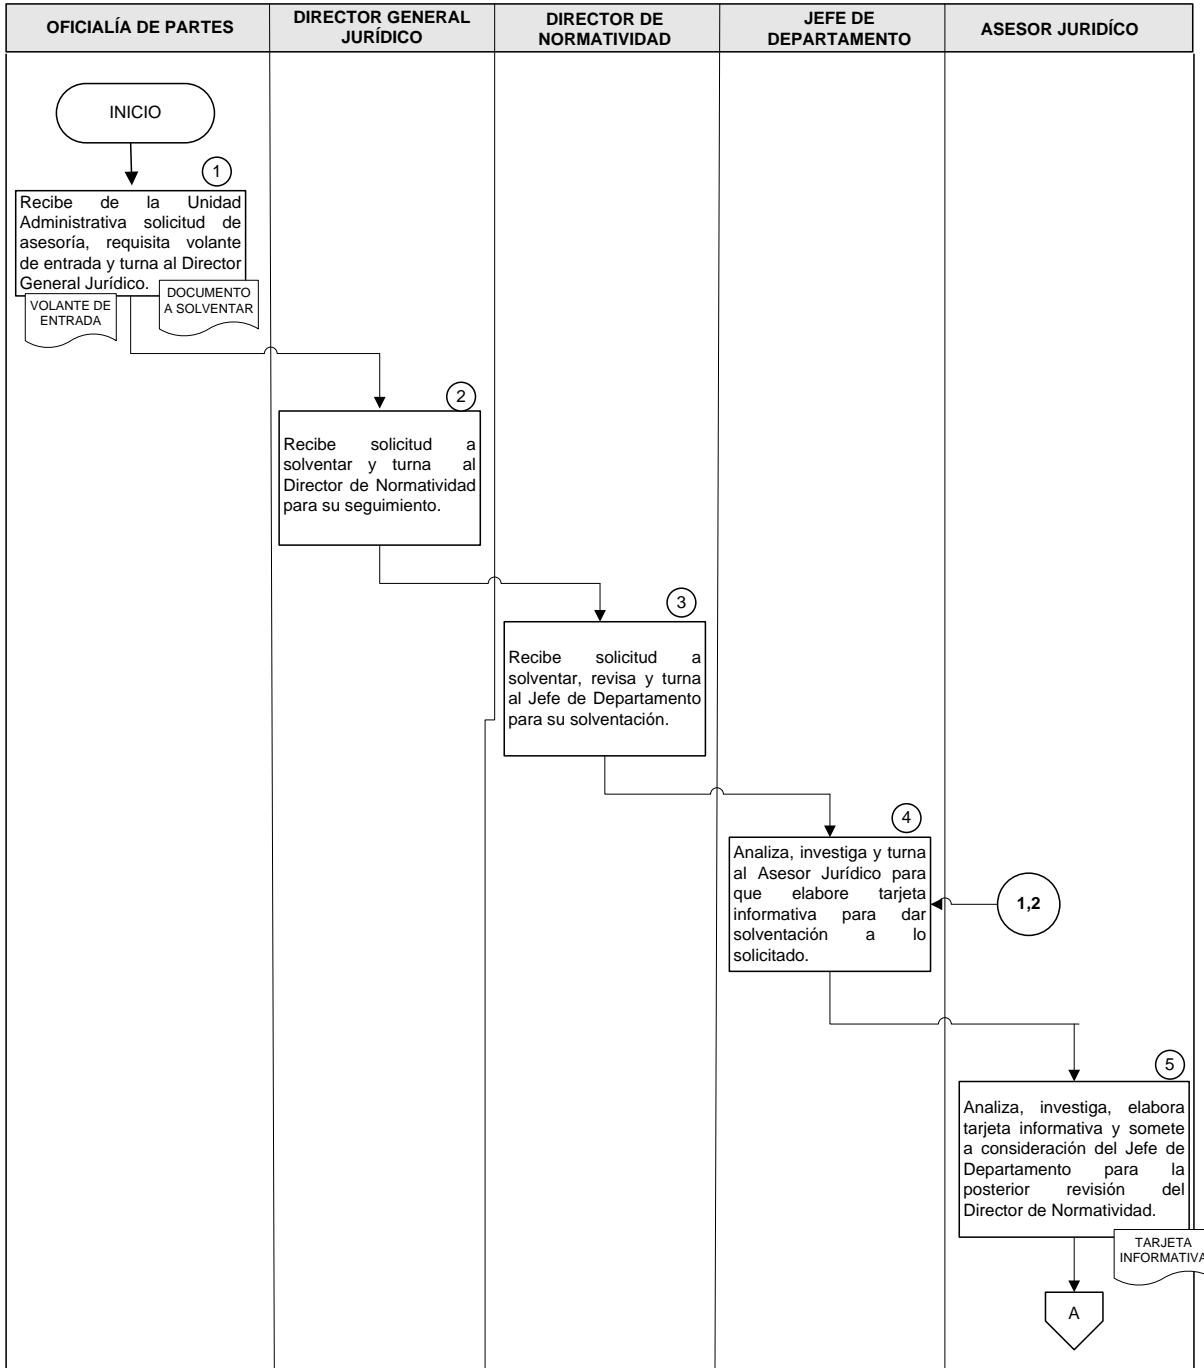 OFICIALÍA DE PARTES
DIRECTOR GENERAL
JURÍDICO
DIRECTOR DE
NORMATIVIDAD
JEFE DE
DEPARTAMENTO
ASESOR JURIDÍCO
INICIO
1
Recibe de la Unidad
Administrativa solicitud de
asesoría, requisita volante
de entrada y turna al Director
General Jurídico.
VOLANTE DE
ENTRADA
DOCUMENTO
A SOLVENTAR
2
Recibe solicitud a
solventar y turna al
Director de Normatividad
para su seguimiento.
3
Recibe solicitud a
solventar, revisa y turna
al Jefe de Departamento
para su solventación.
4
Analiza, investiga y turna
al Asesor Jurídico para
que elabore tarjeta
informativa para dar
solventación a lo
solicitado.
1,2
5
Analiza, investiga, elabora
tarjeta informativa y somete
a consideración del Jefe de
Departamento para la
posterior revisión del
Director de Normatividad.
TARJETA
INFORMATIVA
A